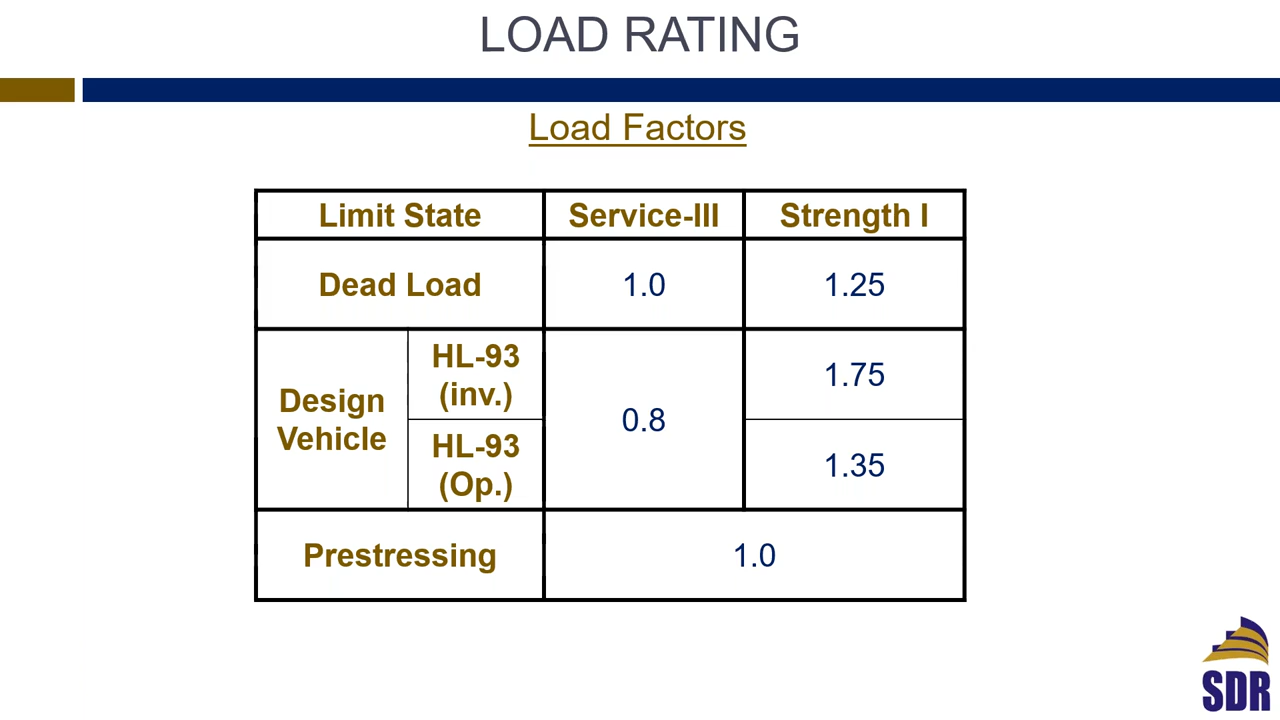 LOAD RATING
Load Factors
Limit State Service-III Strength I
Dead Load 1.0 1.25
Design Vehicle
HL-93 (inv.)
0.8
1.75
HL-93 (Op.)
1.35
Prestressing 1.0
SDR